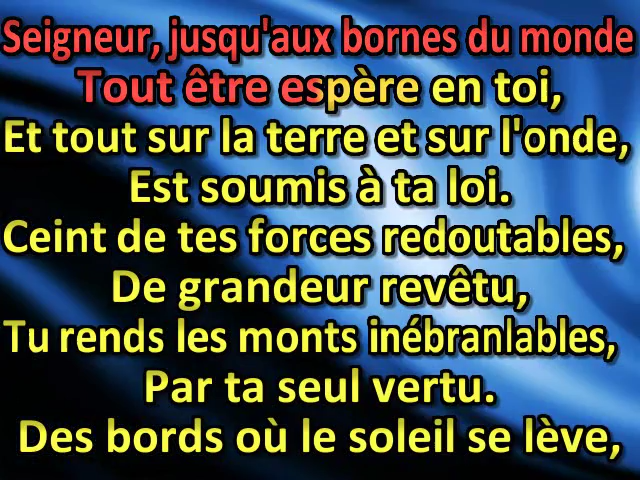 Seigneur, jusqu'aux bornes du monde
Tout être espère en toi,
Et tout sur la terre et sur l'onde,
Est soumis à ta loi.
Ceint de tes forces redoutables,
De grandeur revêtu,
Tu rends les monts inébranlables,
Par ta seul vertu.
Des bords où le soleil se lève,